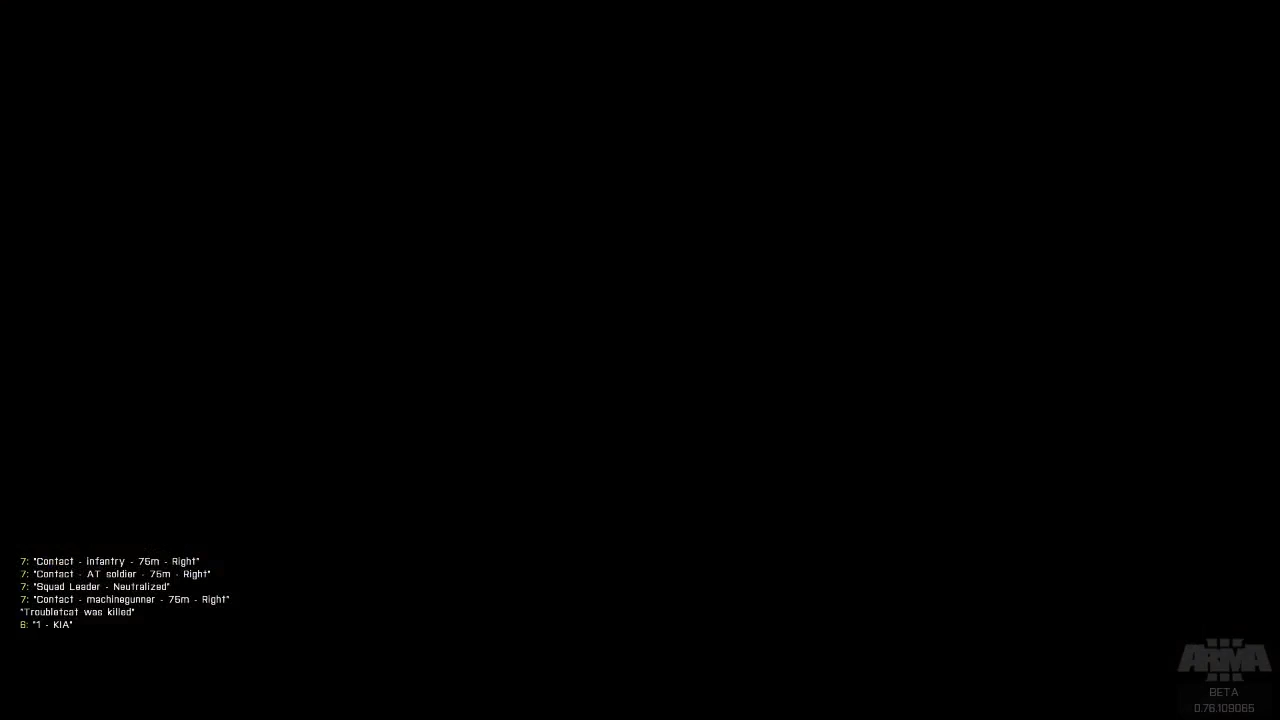 7: "Contact - infantry - 75m - Right"
7: "Contact - AT soldier - 75m - Right"
7: "Squad Leader - Neutralized"
7: "Contact - machinegunner - 75m - Right"
"Troubletcat was killed"
6: "1 - KIA"
ARMA
III
BETA
0.76.109065